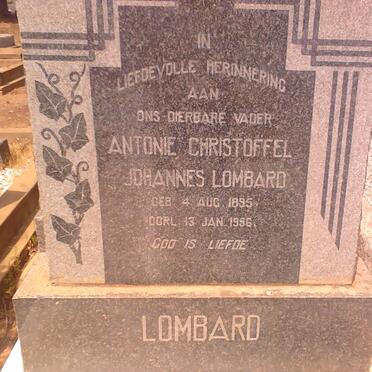 IN
LIEFDEVOLLE HERINNERING
AAN
ONS DIERBARE VADER
ANTONIE CHRISTOFFEL
JOHANNES LOMBARD
GEB. 4 AUG. 1895
OORL. 13 JAN. 1956
GOD IS LIEFDE
LOMBARD